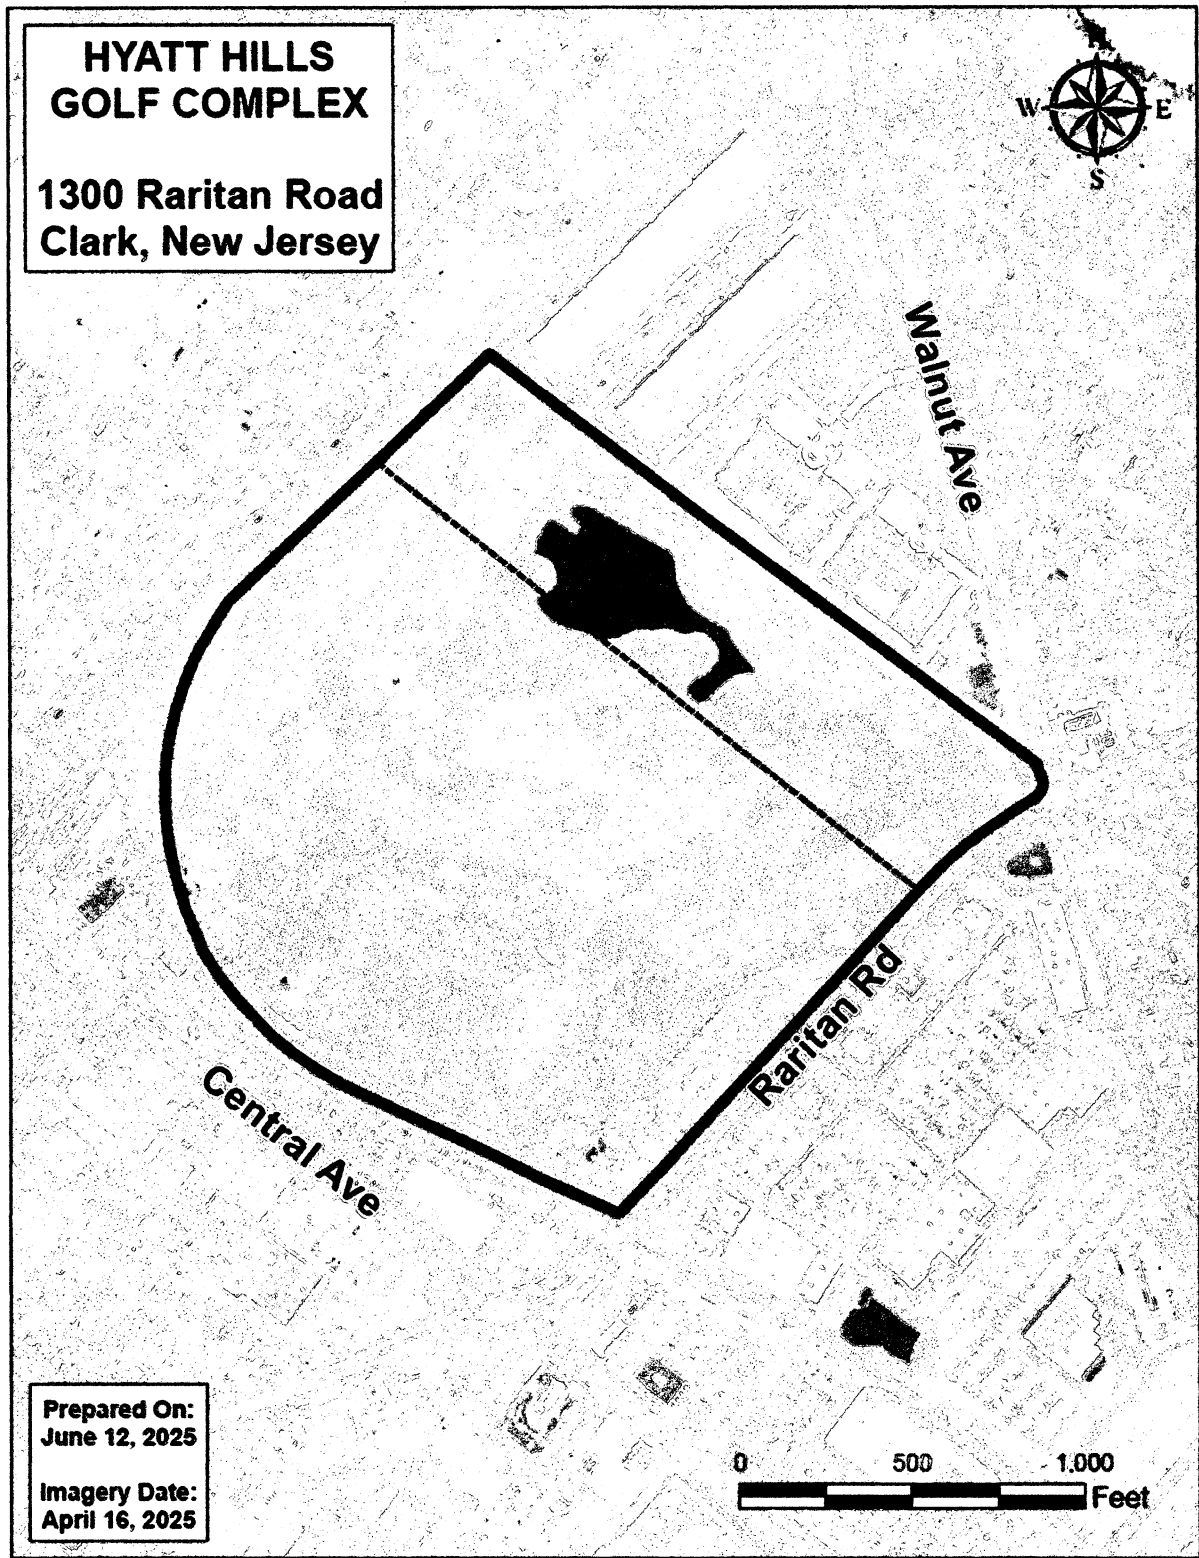 HYATT HILLS
GOLF COMPLEX
1300 Raritan Road
Clark, New Jersey
W
E
S
Walnut Ave
Raritan Rd
Central Ave
Prepared On:
June 12, 2025
Imagery Date:
April 16, 2025
0 500 1,000
Feet